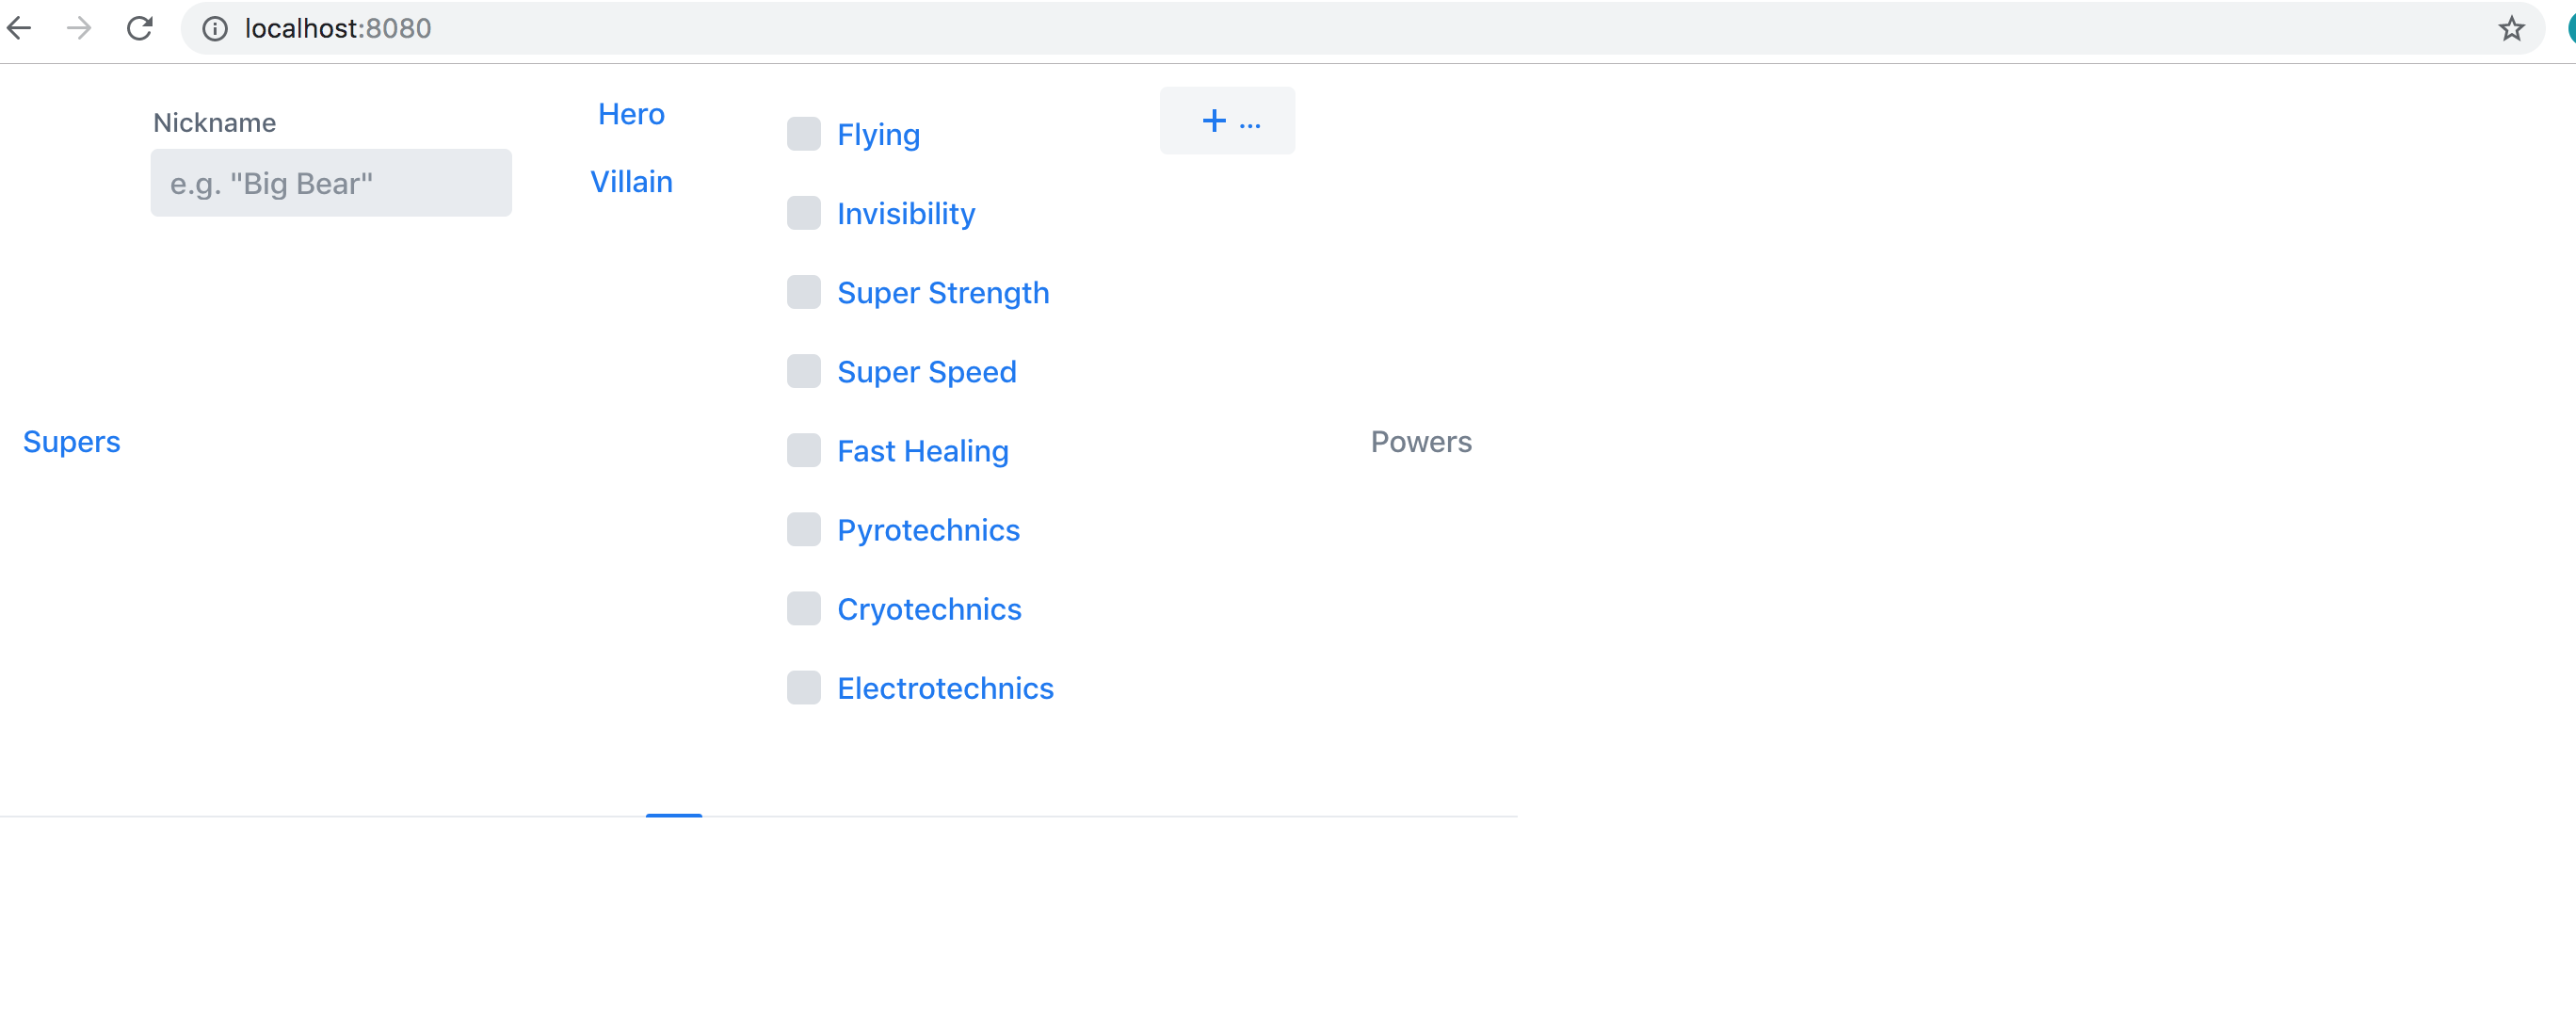 localhost:8080
Nickname
e.g. "Big Bear"
Hero
Villain
Flying
Invisibility
Super Strength
Super Speed
Fast Healing
Pyrotechnics
Cryotechnics
Electrotechnics
+ ...
Supers
Powers